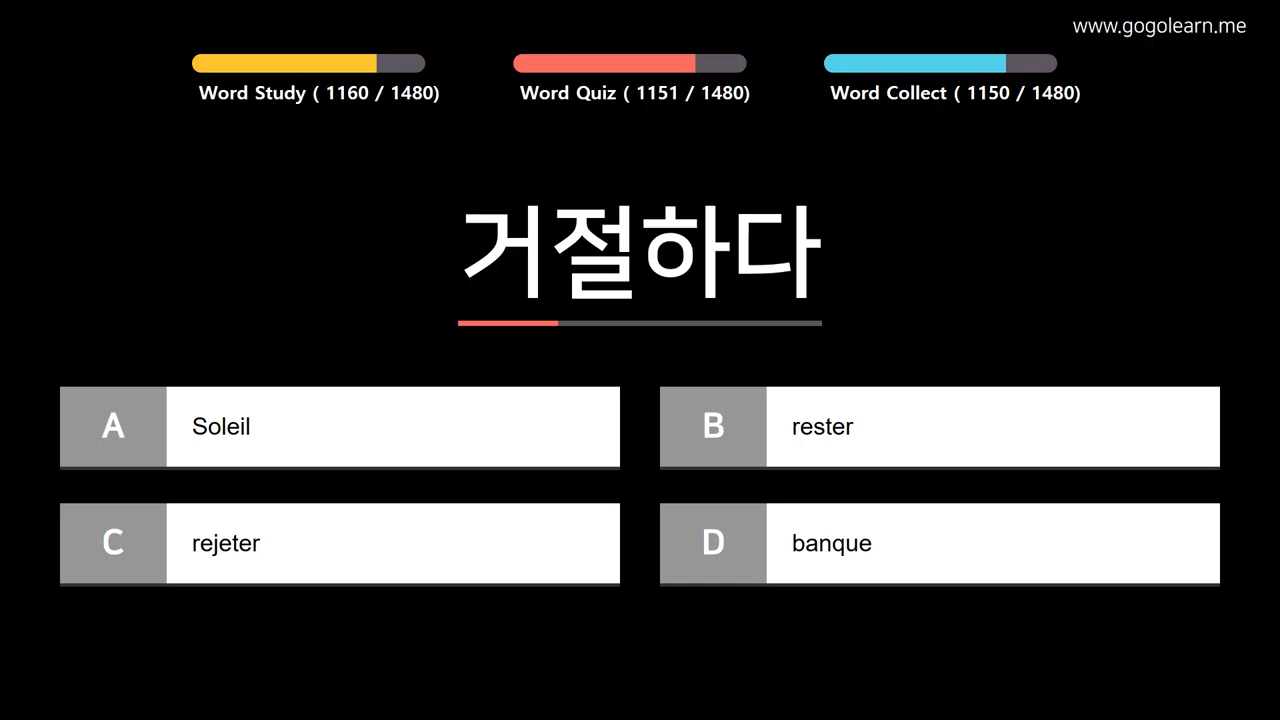 www.gogolearn.me
Word Study ( 1160 / 1480)
Word Quiz ( 1151 / 1480)
Word Collect ( 1150 / 1480)
거절하다
A Soleil
B rester
C rejeter
D banque